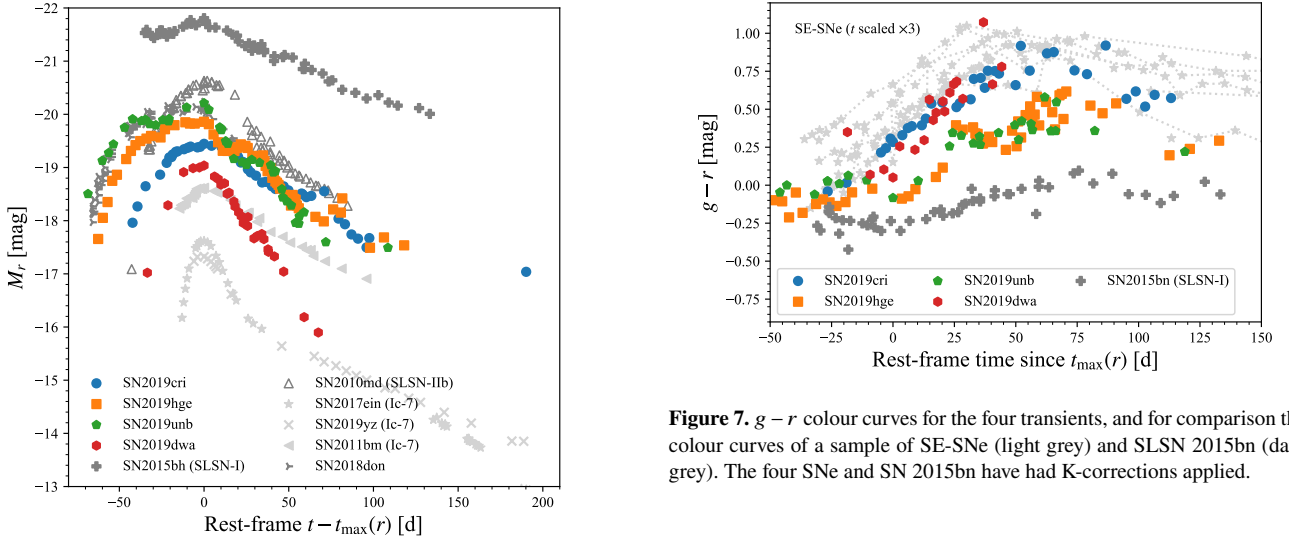 −22
−21
−20
−19
−18
−17
−16
−15
−14
−13
M_r [mag]
SN2019cri
SN2019hge
SN2019unb
SN2019dwa
SN2015bh (SLSN-I)
SN2010md (SLSN-IIb)
SN2017ein (Ic-7)
SN2019yz (Ic-7)
SN2011bm (Ic-7)
SN2018don
−50 0 50 100 150 200
Rest-frame t − t_max(r) [d]
SE-SNe (t scaled ×3)
1.00
0.75
0.50
0.25
0.00
−0.25
−0.50
−0.75
g − r [mag]
SN2019cri
SN2019hge
SN2019unb
SN2019dwa
SN2015bn (SLSN-I)
−50 −25 0 25 50 75 100 125 150
Rest-frame time since t_max(r) [d]
Figure 7. g − r colour curves for the four transients, and for comparison th
colour curves of a sample of SE-SNe (light grey) and SLSN 2015bn (da
grey). The four SNe and SN 2015bn have had K-corrections applied.